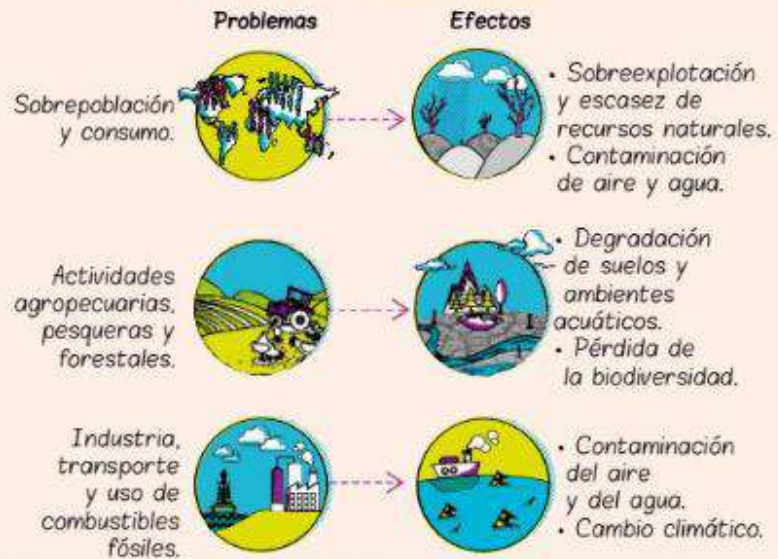 Problemas
Efectos
Sobrepoblación
y consumo.
• Sobreexplotación
y escasez de
recursos naturales.
• Contaminación
de aire y agua.
Actividades
agropecuarias,
pesqueras y
forestales.
• Degradación
de suelos y
ambientes
acuáticos.
• Pérdida de
la biodiversidad.
Industria,
transporte
y uso de
combustibles
fósiles.
• Contaminación
del aire
y del agua.
• Cambio climático.